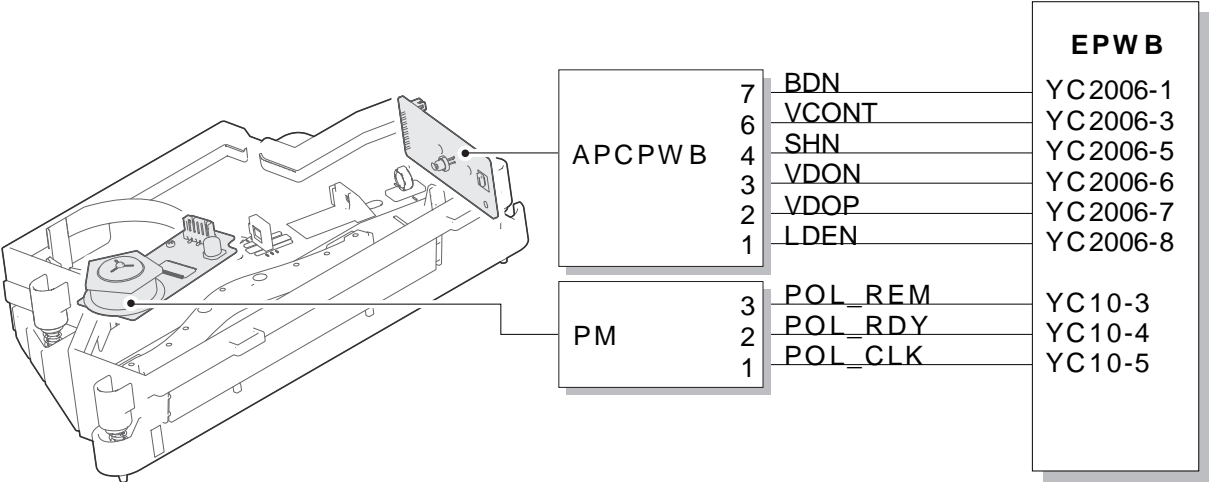 EPWB
7 BDN YC2006-1
6 VCONT YC2006-3
APCPWB 4 SHN YC2006-5
3 VDON YC2006-6
2 VDOP YC2006-7
1 LDEN YC2006-8
3 POL_REM YC10-3
PM 2 POL_RDY YC10-4
1 POL_CLK YC10-5